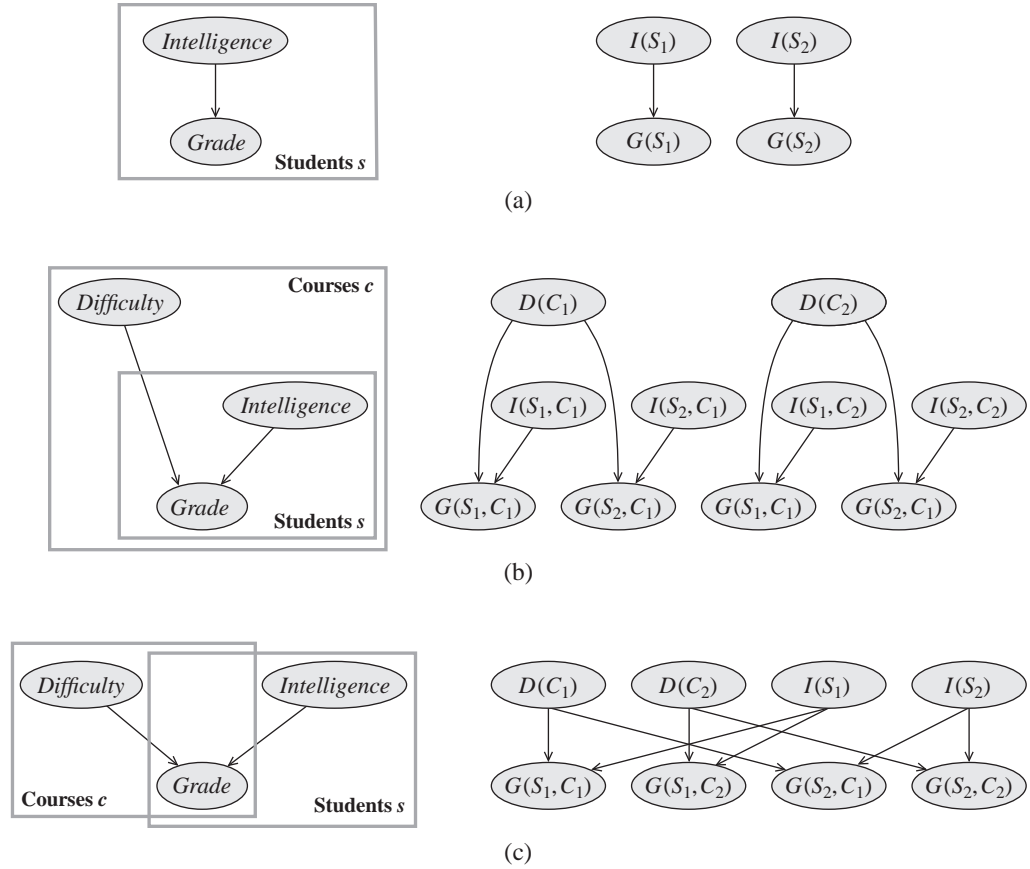 Intelligence
I(S₁) I(S₂)
Grade
G(S₁) G(S₂)
Students s
(a)
Courses c
Difficulty
D(C₁) D(C₂)
Intelligence
I(S₁, C₁) I(S₂, C₁) I(S₁, C₂) I(S₂, C₂)
Grade
G(S₁, C₁) G(S₂, C₁) G(S₁, C₁) G(S₂, C₁)
Students s
(b)
Difficulty Intelligence
D(C₁) D(C₂) I(S₁) I(S₂)
Grade
G(S₁, C₁) G(S₁, C₂) G(S₂, C₁) G(S₂, C₂)
Courses c
Students s
(c)